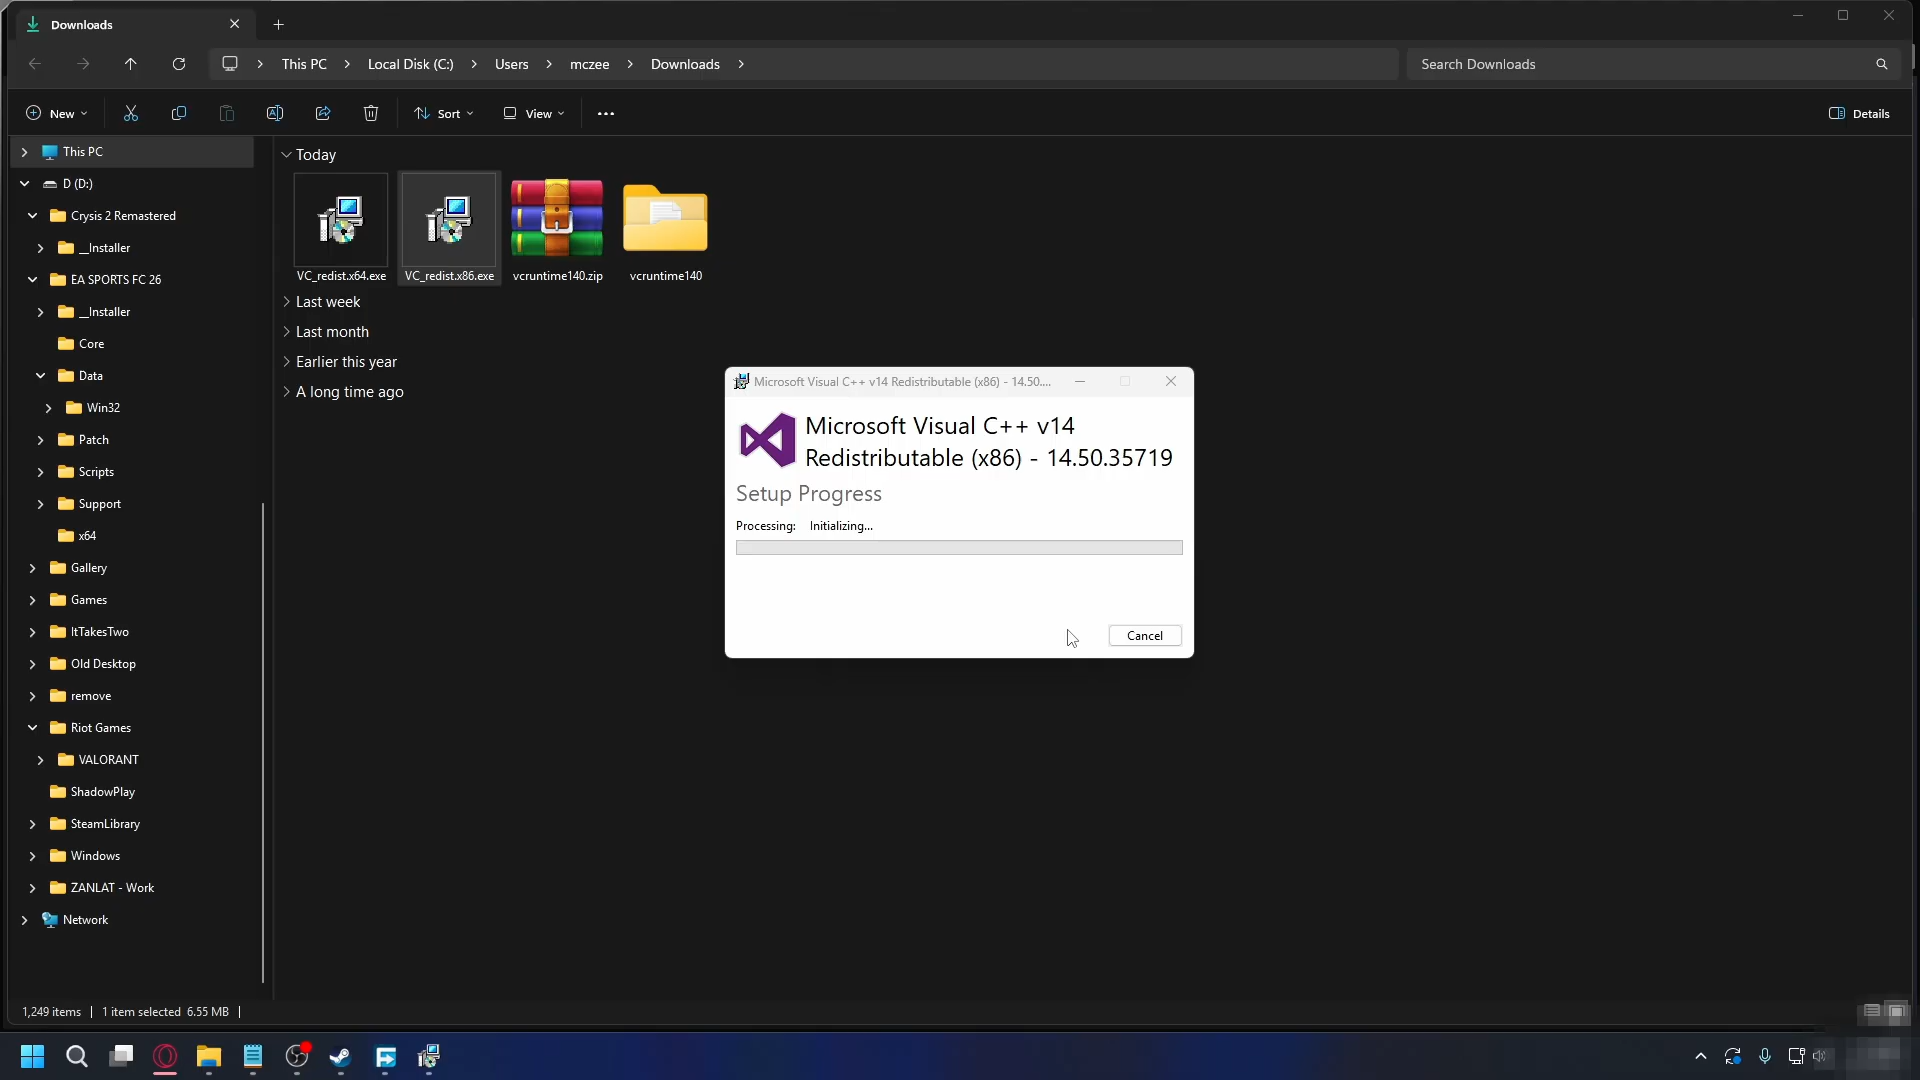 Downloads
This PC
Local Disk (C:)
Users
mczee
Downloads
Search Downloads
New
Sort
View
Details
This PC
D (D:)
Crysis 2 Remastered
__Installer
EA SPORTS FC 26
__Installer
Core
Data
Win32
Patch
Scripts
Support
x64
Gallery
Games
ItTakesTwo
Old Desktop
remove
Riot Games
VALORANT
ShadowPlay
SteamLibrary
Windows
ZANLAT - Work
Network
Today
VC_redist.x64.exe
VC_redist.x86.exe
vcruntime140.zip
vcruntime140
Last week
Last month
Earlier this year
A long time ago
Microsoft Visual C++ v14 Redistributable (x86) - 14.50....
Microsoft Visual C++ v14
Redistributable (x86) - 14.50.35719
Setup Progress
Processing: Initializing...
Cancel
1,249 items
1 item selected 6.55 MB